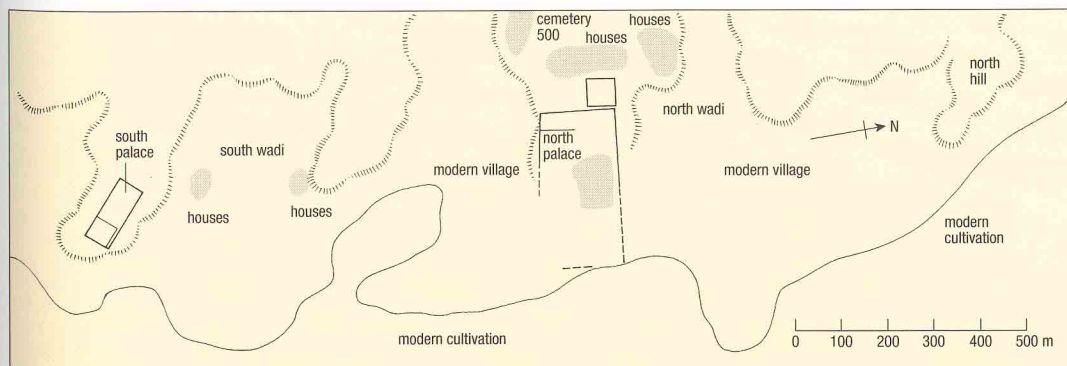 cemetery
500
houses
houses
north
hill
N
south
palace
south wadi
north wadi
north
palace
modern village
modern village
houses
houses
modern
cultivation
modern cultivation
0 100 200 300 400 500 m